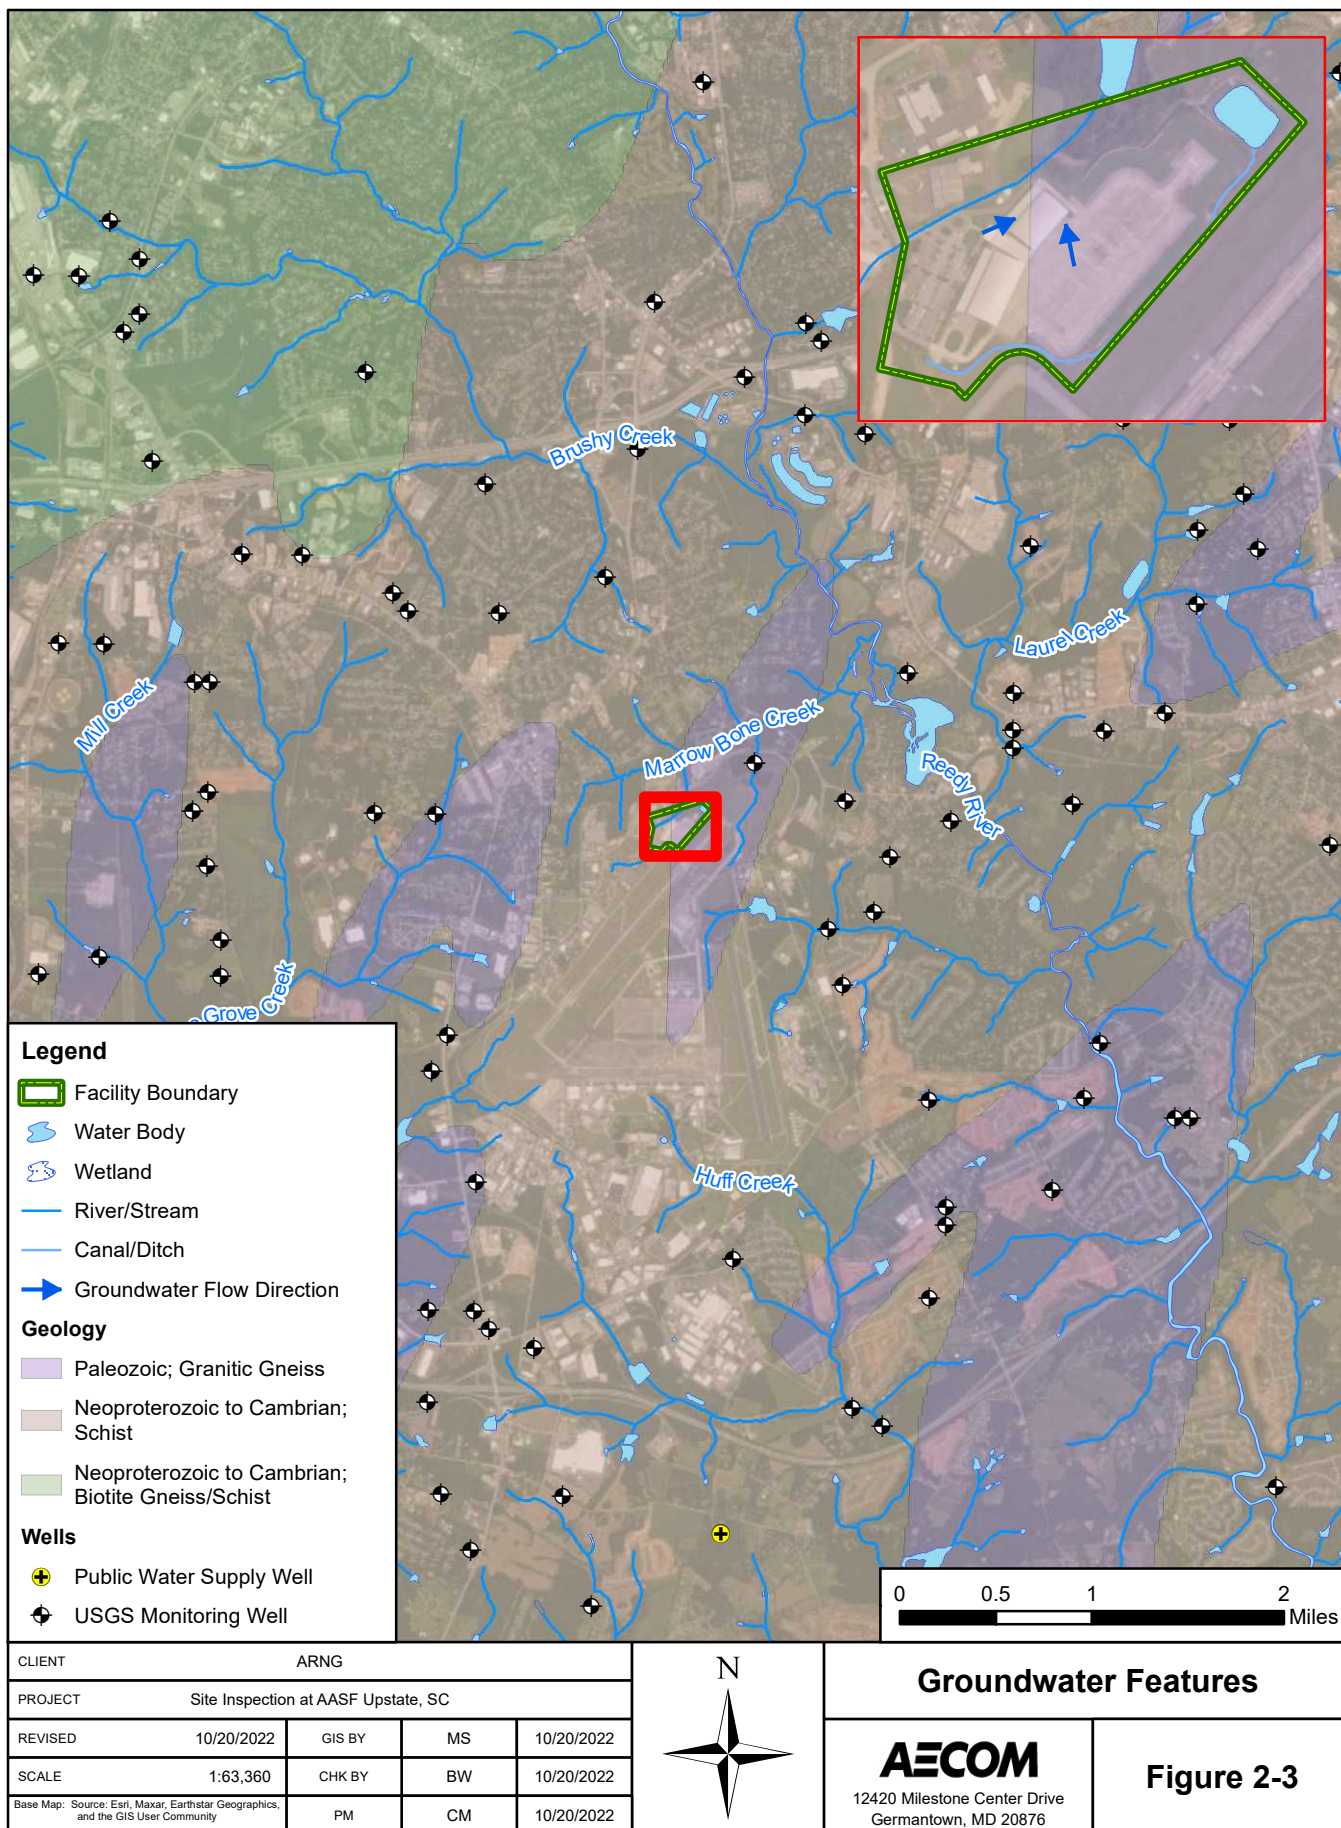 Brushy Creek
Laurel Creek
Mill Creek
Marrow Bone Creek
Reedy River
Grove Creek
Huff Creek
Legend
Facility Boundary
Water Body
Wetland
River/Stream
Canal/Ditch
Groundwater Flow Direction
Geology
Paleozoic; Granitic Gneiss
Neoproterozoic to Cambrian;
Schist
Neoproterozoic to Cambrian;
Biotite Gneiss/Schist
Wells
Public Water Supply Well
USGS Monitoring Well
0 0.5 1 2
Miles
CLIENT ARNG
PROJECT Site Inspection at AASF Upstate, SC
REVISED 10/20/2022 GIS BY MS 10/20/2022
SCALE 1:63,360 CHK BY BW 10/20/2022
Base Map: Source: Esri, Maxar, Earthstar Geographics,
and the GIS User Community
PM CM 10/20/2022
N
Groundwater Features
AECOM
12420 Milestone Center Drive
Germantown, MD 20876
Figure 2-3